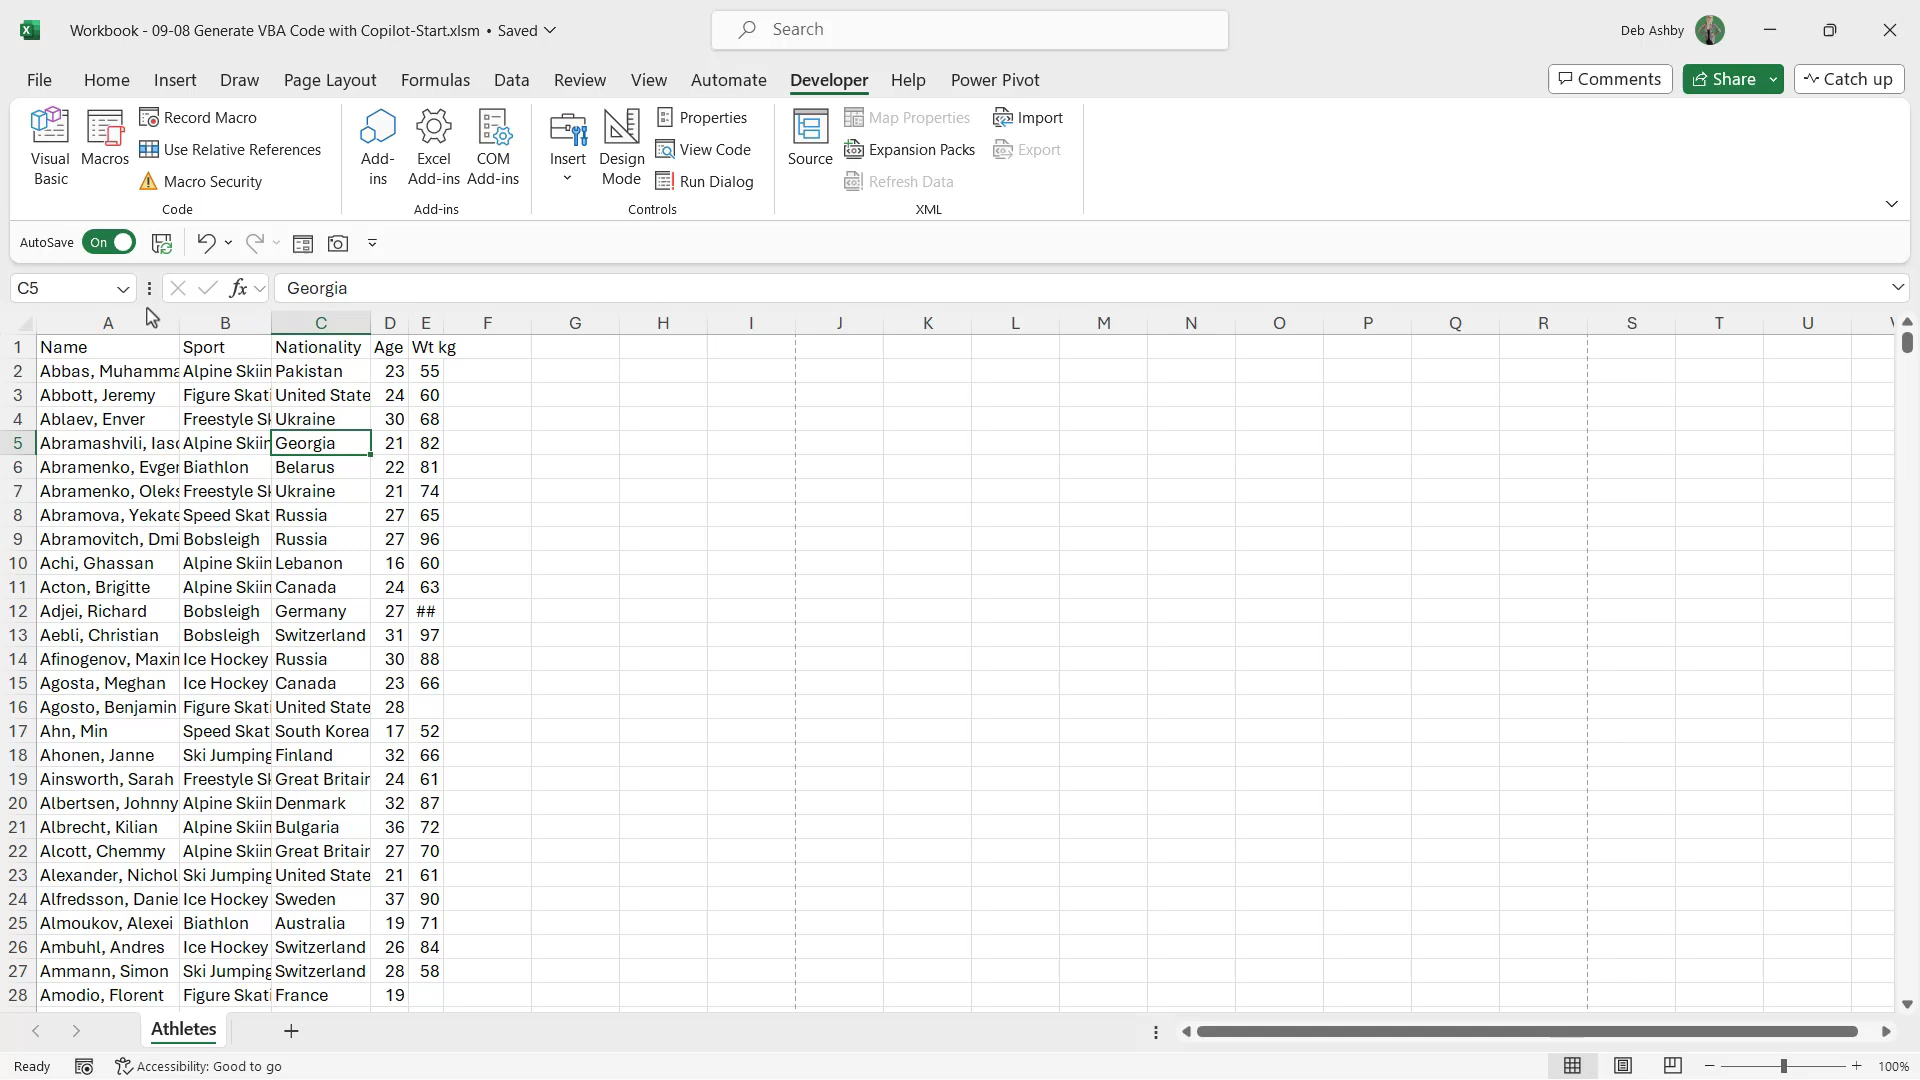 Workbook - 09-08 Generate VBA Code with Copilot-Start.xlsm • Saved
Search
Deb Ashby
File Home Insert Draw Page Layout Formulas Data Review View Automate Developer Help Power Pivot
Comments Share Catch up
Visual Basic
Macros
Record Macro
Use Relative References
Macro Security
Code
Add-ins
Excel Add-ins
COM Add-ins
Add-ins
Insert
Design Mode
Properties
View Code
Run Dialog
Controls
Source
Map Properties
Expansion Packs
Refresh Data
Import
Export
XML
AutoSave On
C5 fx Georgia
A B C D E F G H I J K L M N O P Q R S T U
1 Name Sport Nationality Age Wt kg
2 Abbas, Muhamma Alpine Skiin Pakistan 23 55
3 Abbott, Jeremy Figure Skati United State 24 60
4 Ablaev, Enver Freestyle Sk Ukraine 30 68
5 Abramashvili, Iaso Alpine Skiin Georgia 21 82
6 Abramenko, Evger Biathlon Belarus 22 81
7 Abramenko, Oleks Freestyle Sk Ukraine 21 74
8 Abramova, Yekate Speed Skat Russia 27 65
9 Abramovitch, Dmi Bobsleigh Russia 27 96
10 Achi, Ghassan Alpine Skiin Lebanon 16 60
11 Acton, Brigitte Alpine Skiin Canada 24 63
12 Adjei, Richard Bobsleigh Germany 27 ##
13 Aebli, Christian Bobsleigh Switzerland 31 97
14 Afinogenov, Maxin Ice Hockey Russia 30 88
15 Agosta, Meghan Ice Hockey Canada 23 66
16 Agosto, Benjamin Figure Skati United State 28
17 Ahn, Min Speed Skat South Korea 17 52
18 Ahonen, Janne Ski Jumping Finland 32 66
19 Ainsworth, Sarah Freestyle Sk Great Britain 24 61
20 Albertsen, Johnny Alpine Skiin Denmark 32 87
21 Albrecht, Kilian Alpine Skiin Bulgaria 36 72
22 Alcott, Chemmy Alpine Skiin Great Britain 27 70
23 Alexander, Nichol Ski Jumping United State 21 61
24 Alfredsson, Danie Ice Hockey Sweden 37 90
25 Almoukov, Alexei Biathlon Australia 19 71
26 Ambuhl, Andres Ice Hockey Switzerland 26 84
27 Ammann, Simon Ski Jumping Switzerland 28 58
28 Amodio, Florent Figure Skati France 19
Athletes
Ready Accessibility: Good to go 100%